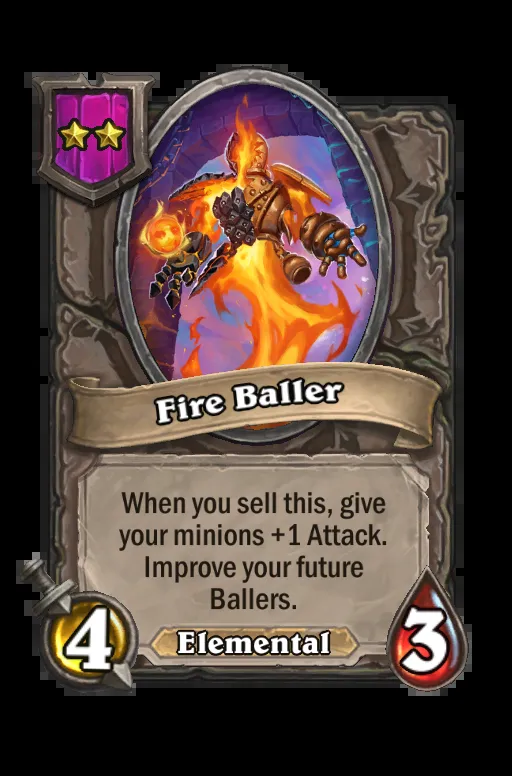 Fire Baller
When you sell this, give
your minions +1 Attack.
Improve your future
Ballers.
4
Elemental
3